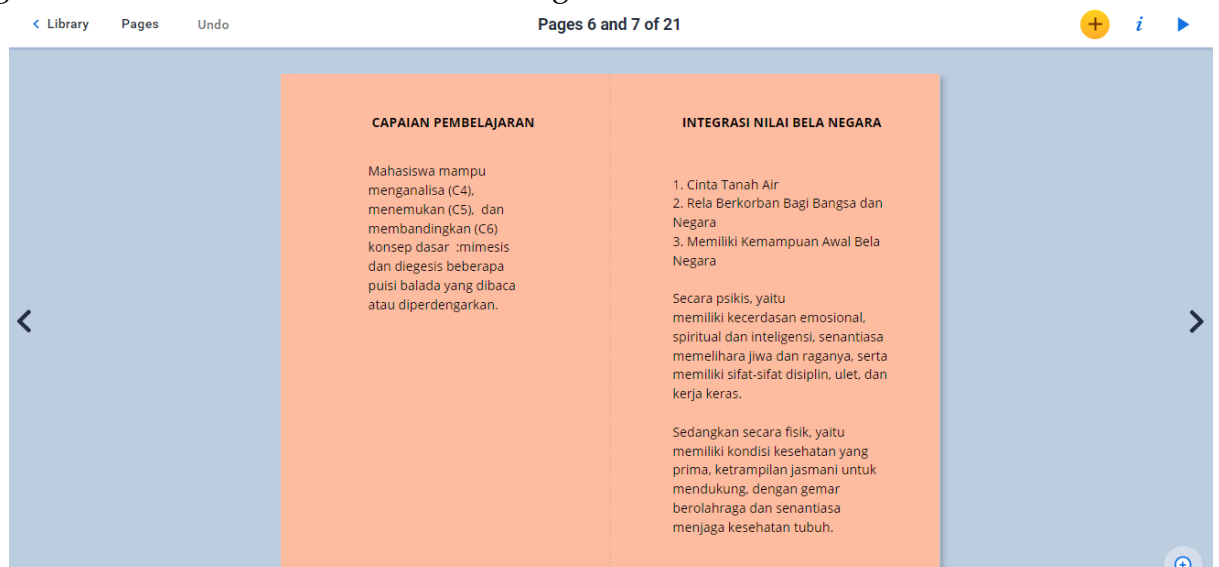 Library
Pages
Undo
Pages 6 and 7 of 21
CAPAIAN PEMBELAJARAN
Mahasiswa mampu
menganalisa (C4),
menemukan (C5), dan
membandingkan (C6)
konsep dasar :mimesis
dan diegesis beberapa
puisi balada yang dibaca
atau diperdengarkan.
INTEGRASI NILAI BELA NEGARA
1. Cinta Tanah Air
2. Rela Berkorban Bagi Bangsa dan
Negara
3. Memiliki Kemampuan Awal Bela
Negara
Secara psikis, yaitu
memiliki kecerdasan emosional,
spiritual dan inteligensi, senantiasa
memelihara jiwa dan raganya, serta
memiliki sifat-sifat disiplin, ulet, dan
kerja keras.
Sedangkan secara fisik, yaitu
memiliki kondisi kesehatan yang
prima, ketrampilan jasmani untuk
mendukung, dengan gemar
berolahraga dan senantiasa
menjaga kesehatan tubuh.